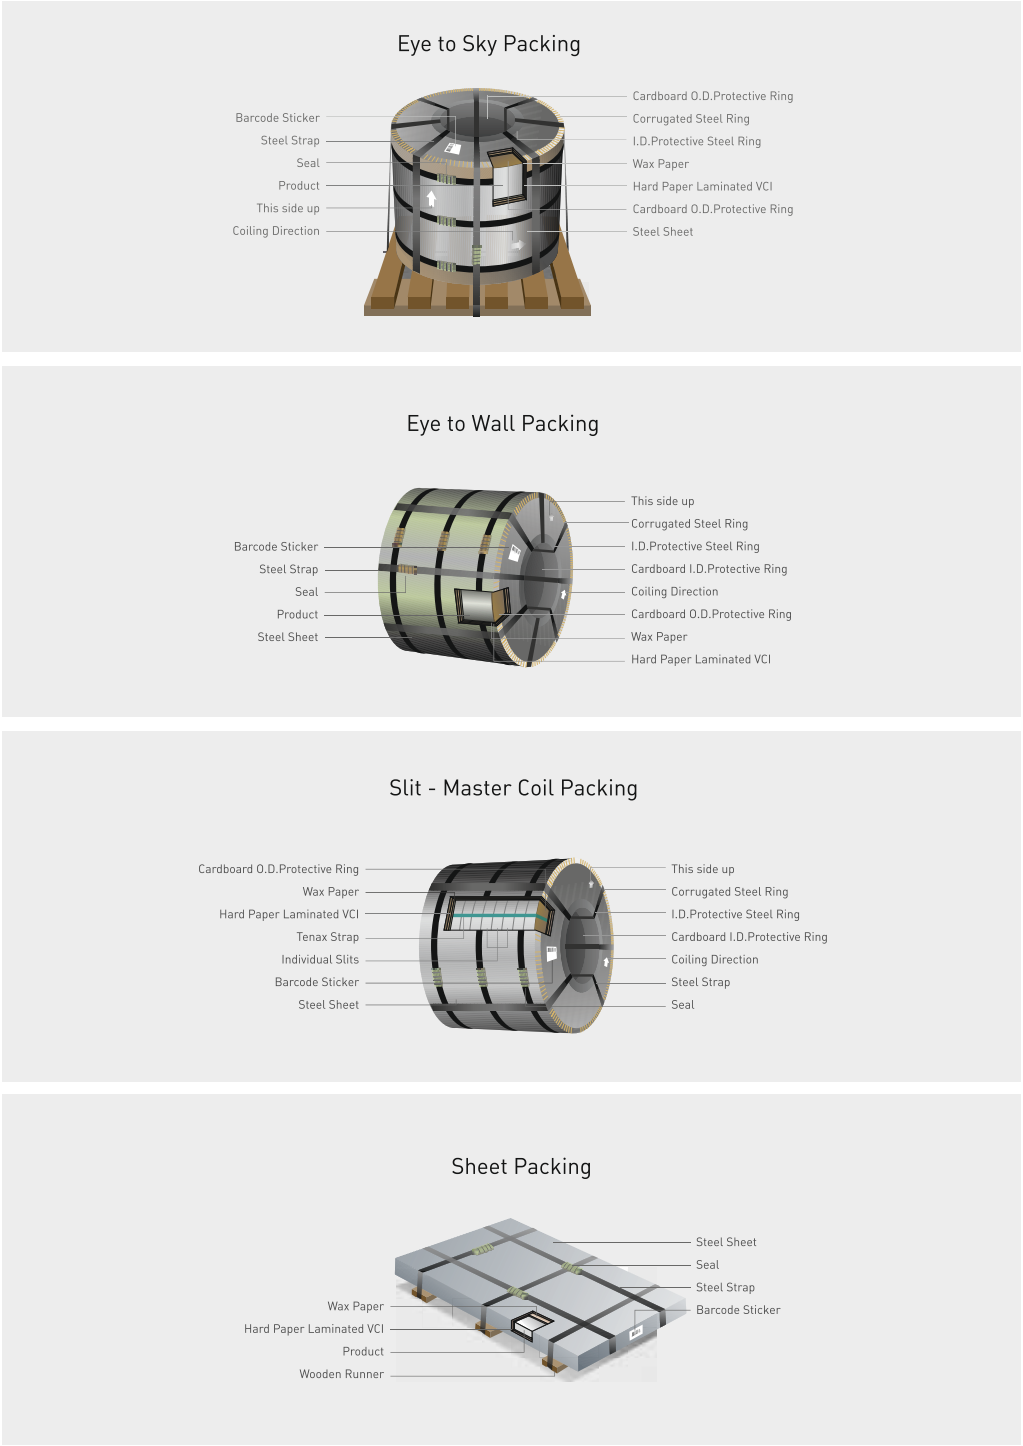 Eye to Sky Packing
Barcode Sticker
Steel Strap
Seal
Product
This side up
Coiling Direction
Cardboard O.D.Protective Ring
Corrugated Steel Ring
I.D.Protective Steel Ring
Wax Paper
Hard Paper Laminated VCI
Cardboard O.D.Protective Ring
Steel Sheet
Eye to Wall Packing
Barcode Sticker
Steel Strap
Seal
Product
Steel Sheet
This side up
Corrugated Steel Ring
I.D.Protective Steel Ring
Cardboard I.D.Protective Ring
Coiling Direction
Cardboard O.D.Protective Ring
Wax Paper
Hard Paper Laminated VCI
Slit - Master Coil Packing
Cardboard O.D.Protective Ring
Wax Paper
Hard Paper Laminated VCI
Tenax Strap
Individual Slits
Barcode Sticker
Steel Sheet
This side up
Corrugated Steel Ring
I.D.Protective Steel Ring
Cardboard I.D.Protective Ring
Coiling Direction
Steel Strap
Seal
Sheet Packing
Steel Sheet
Seal
Steel Strap
Barcode Sticker
Wax Paper
Hard Paper Laminated VCI
Product
Wooden Runner